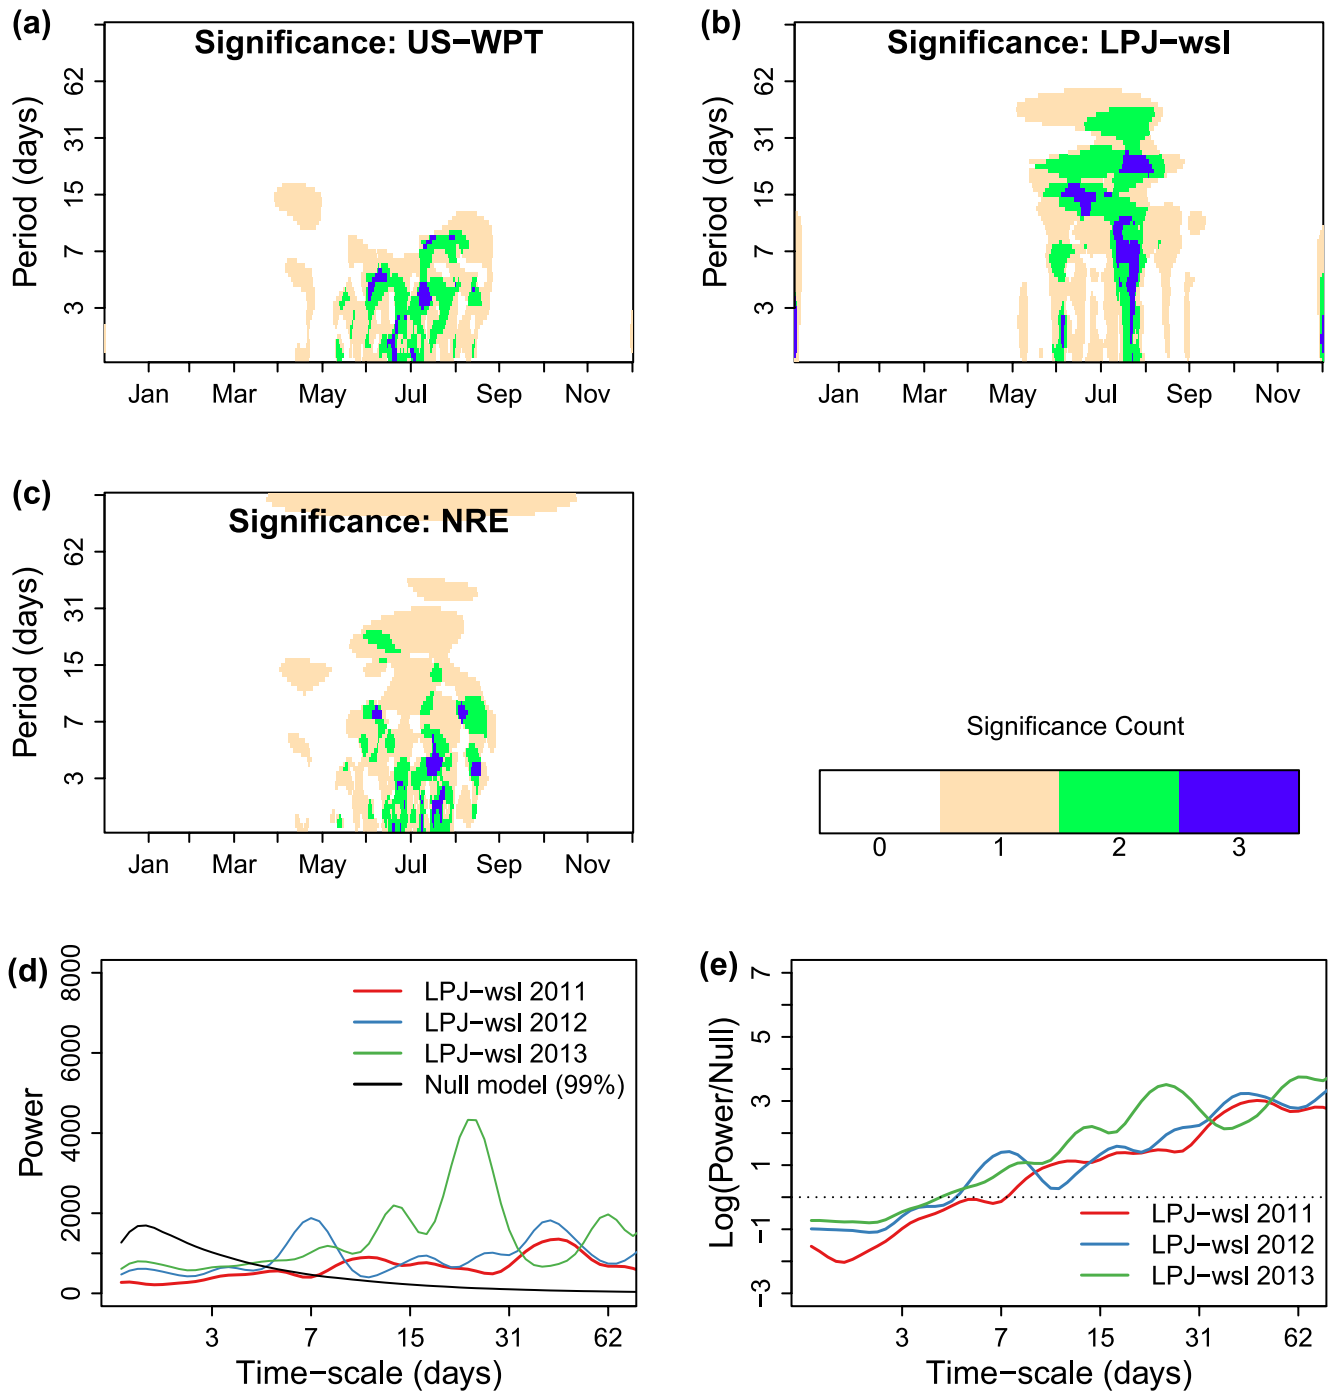 (a)
Significance: US−WPT
Period (days)
62
31
15
7
3
Jan Mar May Jul Sep Nov
(b)
Significance: LPJ−wsl
Period (days)
62
31
15
7
3
Jan Mar May Jul Sep Nov
(c)
Significance: NRE
Period (days)
62
31
15
7
3
Jan Mar May Jul Sep Nov
Significance Count
0 1 2 3
(d)
Power
8000
6000
4000
2000
0
LPJ−wsl 2011
LPJ−wsl 2012
LPJ−wsl 2013
Null model (99%)
3 7 15 31 62
Time−scale (days)
(e)
Log(Power/Null)
7
5
3
1
−1
−3
LPJ−wsl 2011
LPJ−wsl 2012
LPJ−wsl 2013
3 7 15 31 62
Time−scale (days)